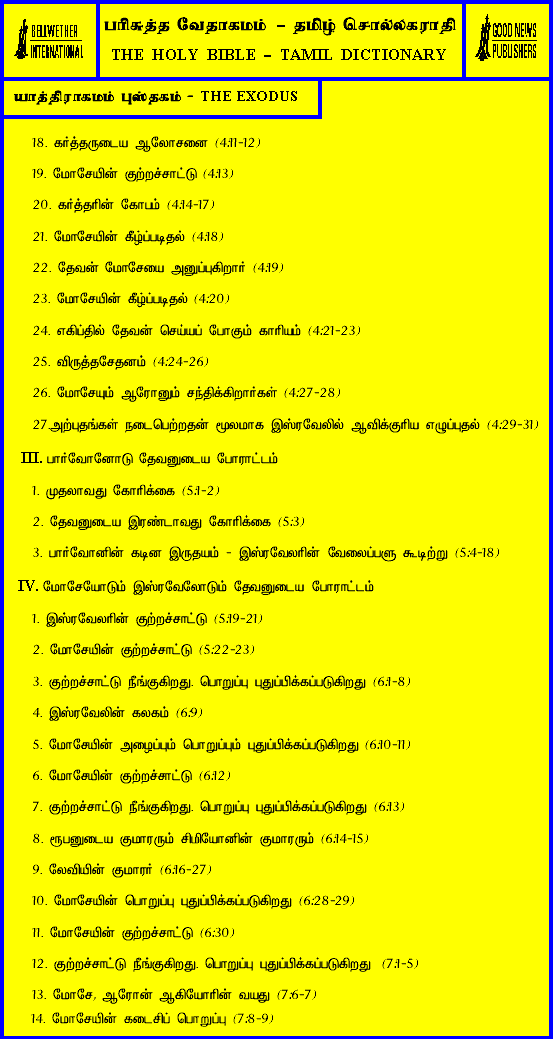 BELLWETHER
INTERNATIONAL
பரிசுத்த வேதாகமம் - தமிழ் சொல்லகராதி
THE HOLY BIBLE - TAMIL DICTIONARY
GOOD NEWS
PUBLISHERS
யாத்திராகமம் புஸ்தகம் - THE EXODUS
18. கர்த்தருடைய ஆலோசனை (4:11-12)
19. மோசேயின் குற்றச்சாட்டு (4:13)
20. கர்த்தரின் கோபம் (4:14-17)
21. மோசேயின் கீழ்ப்படிதல் (4:18)
22. தேவன் மோசேயை அனுப்புகிறார் (4:19)
23. மோசேயின் கீழ்ப்படிதல் (4:20)
24. எகிப்தில் தேவன் செய்யப் போகும் காரியம் (4:21-23)
25. விருத்தசேதனம் (4:24-26)
26. மோசேயும் ஆரோனும் சந்திக்கிறார்கள் (4:27-28)
27 அற்புதங்கள் நடைபெற்றதன் மூலமாக இஸ்ரவேலில் ஆவிக்குரிய எழுப்புதல் (4:29-31)
III. பார்வோனோடு தேவனுடைய போராட்டம்
1. முதலாவது கோரிக்கை (5:1-2)
2. தேவனுடைய இரண்டாவது கோரிக்கை (5:3)
3. பார்வோனின் கடின இருதயம் - இஸ்ரவேலரின் வேலைப்பளு கூடிற்று (5:4-18)
IV. மோசேயோடும் இஸ்ரவேலோடும் தேவனுடைய போராட்டம்
1. இஸ்ரவேலரின் குற்றச்சாட்டு (5:19-21)
2. மோசேயின் குற்றச்சாட்டு (5:22-23)
3. குற்றச்சாட்டு நீங்குகிறது. பொறுப்பு புதுப்பிக்கப்படுகிறது (6:1-8)
4. இஸ்ரவேலின் கலகம் (6:9)
5. மோசேயின் அழைப்பும் பொறுப்பும் புதுப்பிக்கப்படுகிறது (6:10-11)
6. மோசேயின் குற்றச்சாட்டு (6:12)
7. குற்றச்சாட்டு நீங்குகிறது. பொறுப்பு புதுப்பிக்கப்படுகிறது (6:13)
8. ரூபனுடைய குமாரரும் சிமியோனின் குமாரரும் (6:14-15)
9. லேவியின் குமாரர் (6:16-27)
10. மோசேயின் பொறுப்பு புதுப்பிக்கப்படுகிறது (6:28-29)
11. மோசேயின் குற்றச்சாட்டு (6:30)
12. குற்றச்சாட்டு நீங்குகிறது. பொறுப்பு புதுப்பிக்கப்படுகிறது (7:1-5)
13. மோசே, ஆரோன் ஆகியோரின் வயது (7:6-7)
14. மோசேயின் கடைசிப் பொறுப்பு (7:8-9)